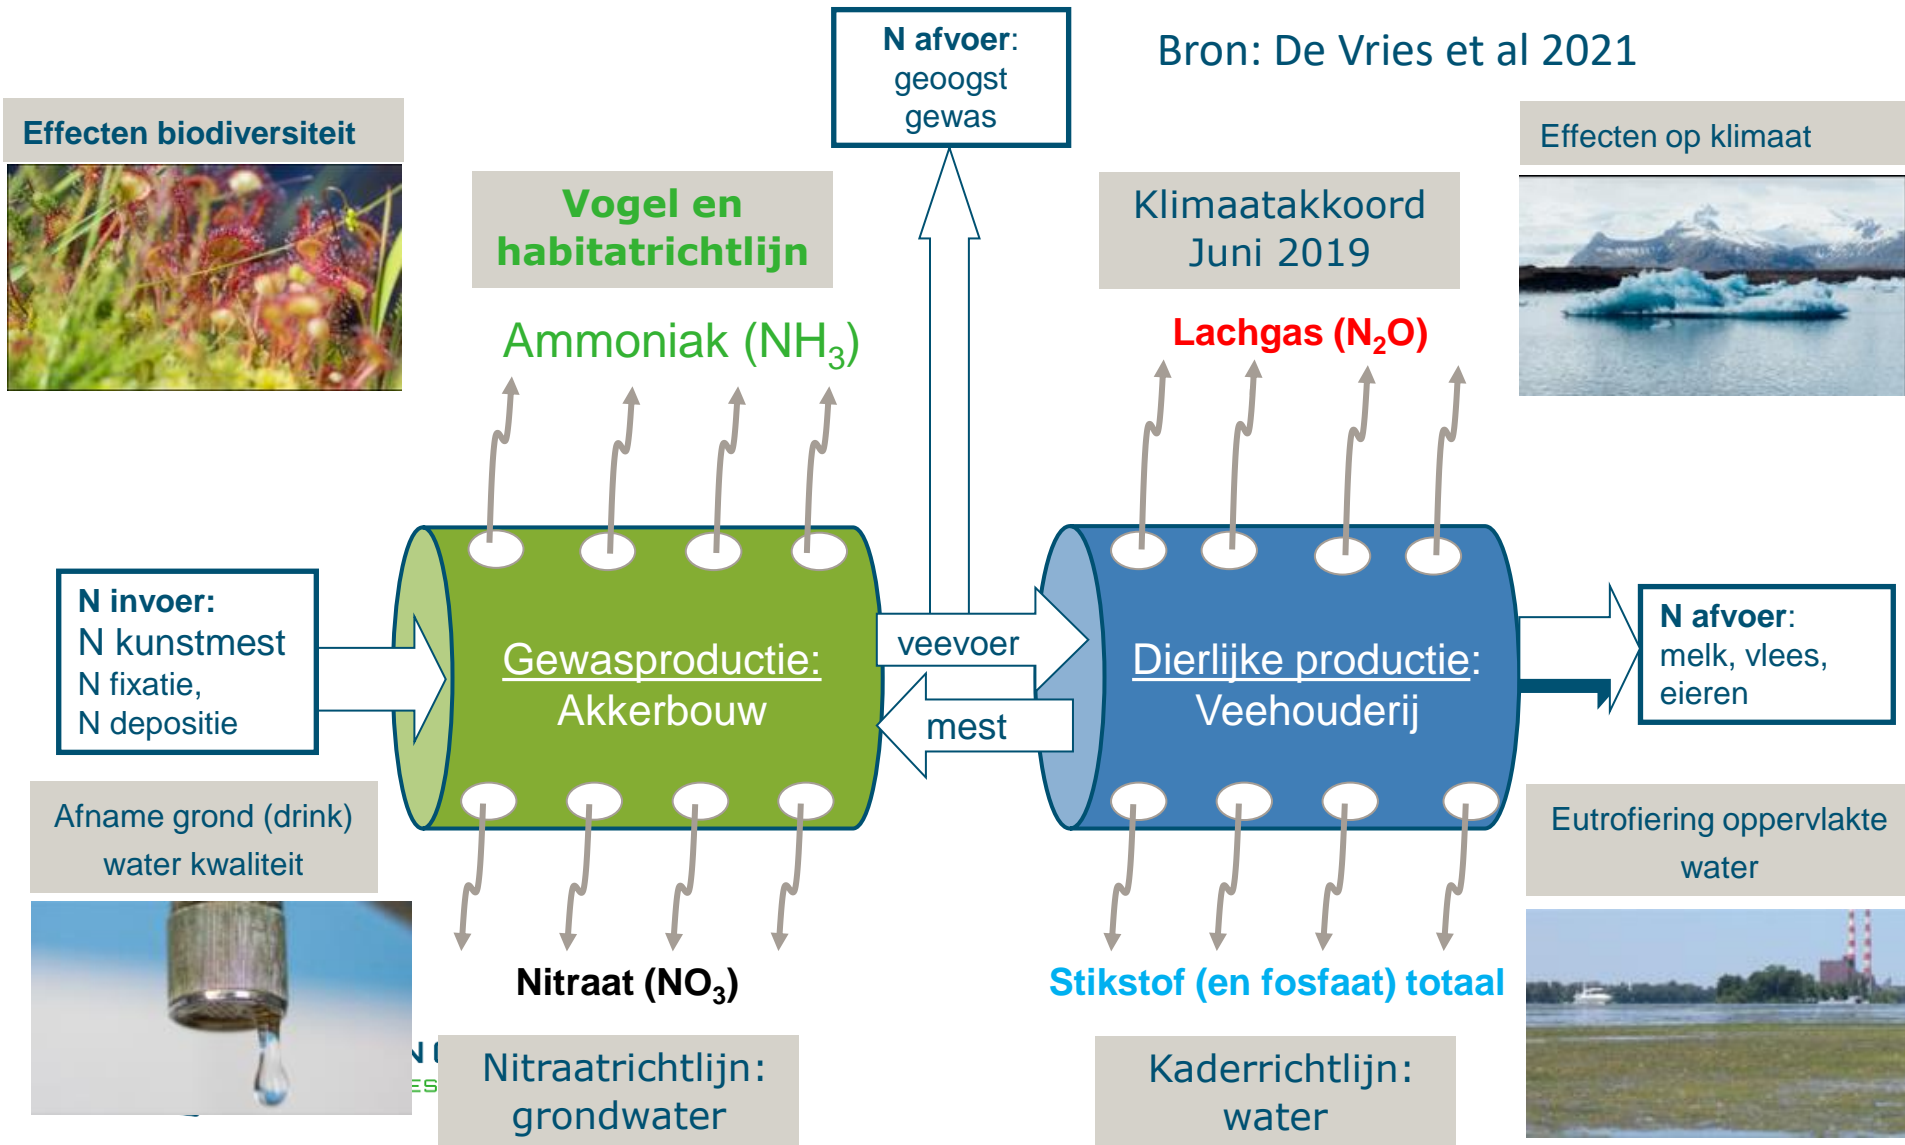 N afvoer:
geoogst
gewas
Bron: De Vries et al 2021
Effecten biodiversiteit
Effecten op klimaat
Vogel en
habitatrichtlijn
Klimaatakkoord
Juni 2019
Ammoniak (NH₃)
Lachgas (N₂O)
N invoer:
N kunstmest
N fixatie,
N depositie
Gewasproductie:
Akkerbouw
veevoer
mest
Dierlijke productie:
Veehouderij
N afvoer:
melk, vlees,
eieren
Afname grond (drink)
water kwaliteit
Eutrofiering oppervlakte
water
Nitraat (NO₃)
Stikstof (en fosfaat) totaal
Nitraatrichtlijn:
grondwater
Kaderrichtlijn:
water